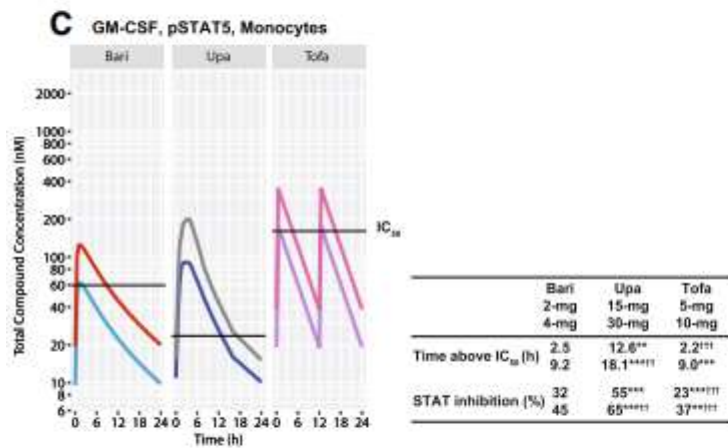 C GM-CSF, pSTAT5, Monocytes
Bari Upa Tofa
Total Compound Concentration (nM)
2000
1000
800
600
400
200
100
80
60
40
20
10
8
6
IC50
0 6 12 18 24 0 6 12 18 24 0 6 12 18 24
Time (h)
Bari Upa Tofa
2-mg 15-mg 5-mg
4-mg 30-mg 10-mg
Time above IC50 (h) 2.5 12.6** 2.2†††
9.2 18.1***†† 9.0***
STAT inhibition (%) 32 55*** 23***†††
45 65***†† 37**†††